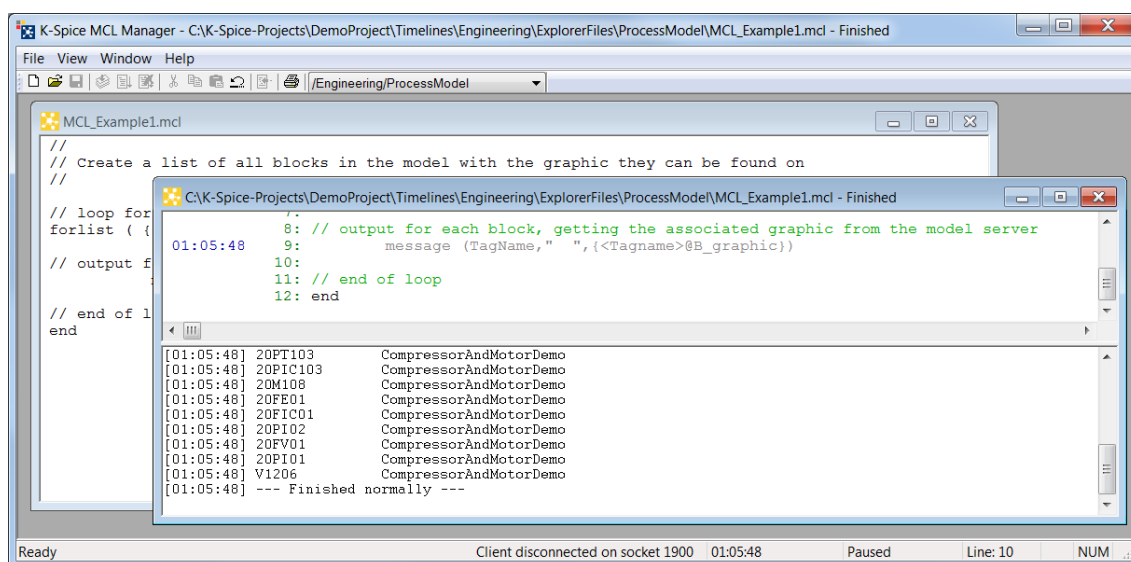 K-Spice MCL Manager - C:\K-Spice-Projects\DemoProject\Timelines\Engineering\ExplorerFiles\ProcessModel\MCL_Example1.mcl - Finished
File View Window Help
/Engineering/ProcessModel
MCL_Example1.mcl
//
// Create a list of all blocks in the model with the graphic they can be found on
//
// loop for
forlist ( {
// output f
// end of l
end
C:\K-Spice-Projects\DemoProject\Timelines\Engineering\ExplorerFiles\ProcessModel\MCL_Example1.mcl - Finished
7:
8: // output for each block, getting the associated graphic from the model server
01:05:48 9: message (TagName," ",{<Tagname>@B_graphic})
10:
11: // end of loop
12: end
[01:05:48] 20PT103 CompressorAndMotorDemo
[01:05:48] 20PIC103 CompressorAndMotorDemo
[01:05:48] 20M108 CompressorAndMotorDemo
[01:05:48] 20FE01 CompressorAndMotorDemo
[01:05:48] 20FIC01 CompressorAndMotorDemo
[01:05:48] 20PI02 CompressorAndMotorDemo
[01:05:48] 20FV01 CompressorAndMotorDemo
[01:05:48] 20PI01 CompressorAndMotorDemo
[01:05:48] V1206 CompressorAndMotorDemo
[01:05:48] --- Finished normally ---
Ready Client disconnected on socket 1900 01:05:48 Paused Line: 10 NUM